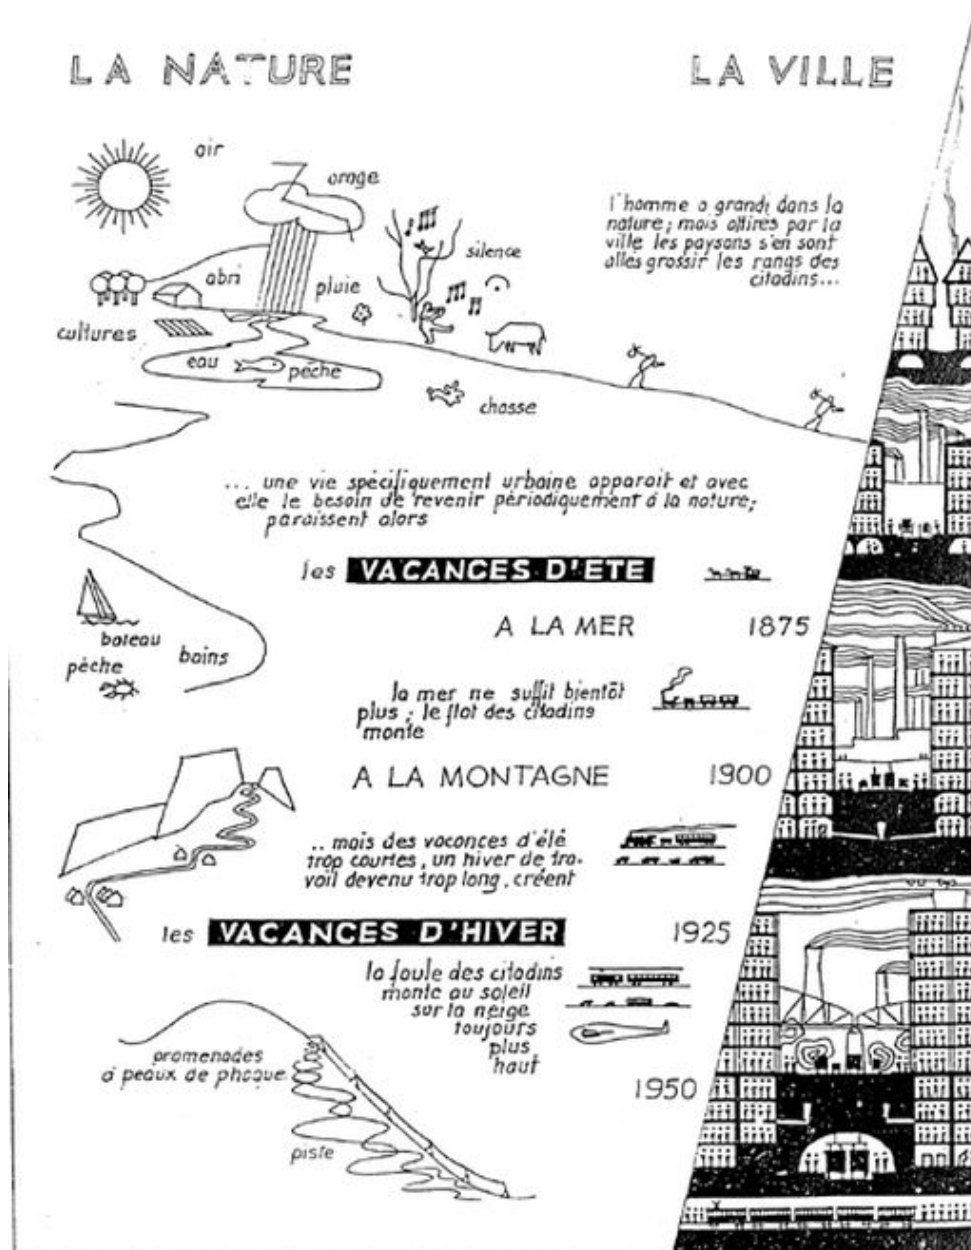 LA NATURE
LA VILLE
air
orage
l'homme a grandi dans la
nature; mais attirés par la
ville les paysans s'en sont
allés grossir les rangs des
citadins...
silence
abri
pluie
cultures
eau
pêche
chasse
... une vie spécifiquement urbaine apparait et avec
elle le besoin de revenir périodiquement à la nature;
paraissent alors
les VACANCES D'ETE
A LA MER 1875
bateau
pêche
bains
la mer ne suffit bientôt
plus; le flot des citadins
monte
A LA MONTAGNE 1900
.. mais des vacances d'été
trop courtes, un hiver de tra-
vail devenu trop long, créent
les VACANCES D'HIVER 1925
la foule des citadins
monte au soleil
sur la neige
toujours
plus
haut
promenades
à peaux de phoque
1950
piste